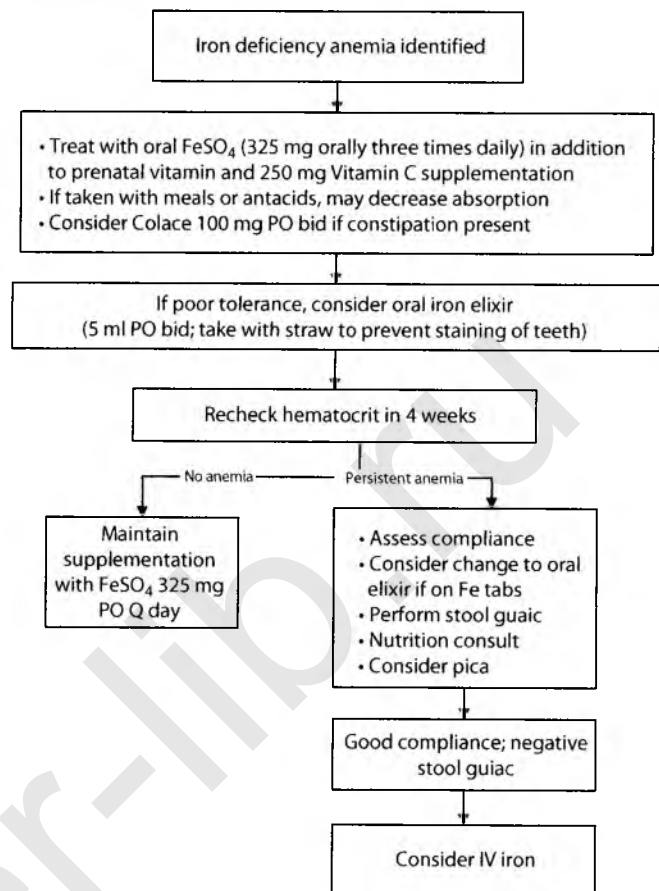 Iron deficiency anemia identified
• Treat with oral FeSO₄ (325 mg orally three times daily) in addition
to prenatal vitamin and 250 mg Vitamin C supplementation
• If taken with meals or antacids, may decrease absorption
• Consider Colace 100 mg PO bid if constipation present
If poor tolerance, consider oral iron elixir
(5 ml PO bid; take with straw to prevent staining of teeth)
Recheck hematocrit in 4 weeks
No anemia
Persistent anemia
Maintain
supplementation
with FeSO₄ 325 mg
PO Q day
• Assess compliance
• Consider change to oral
elixir if on Fe tabs
• Perform stool guaic
• Nutrition consult
• Consider pica
Good compliance; negative
stool guiac
Consider IV iron
r-lib.ru